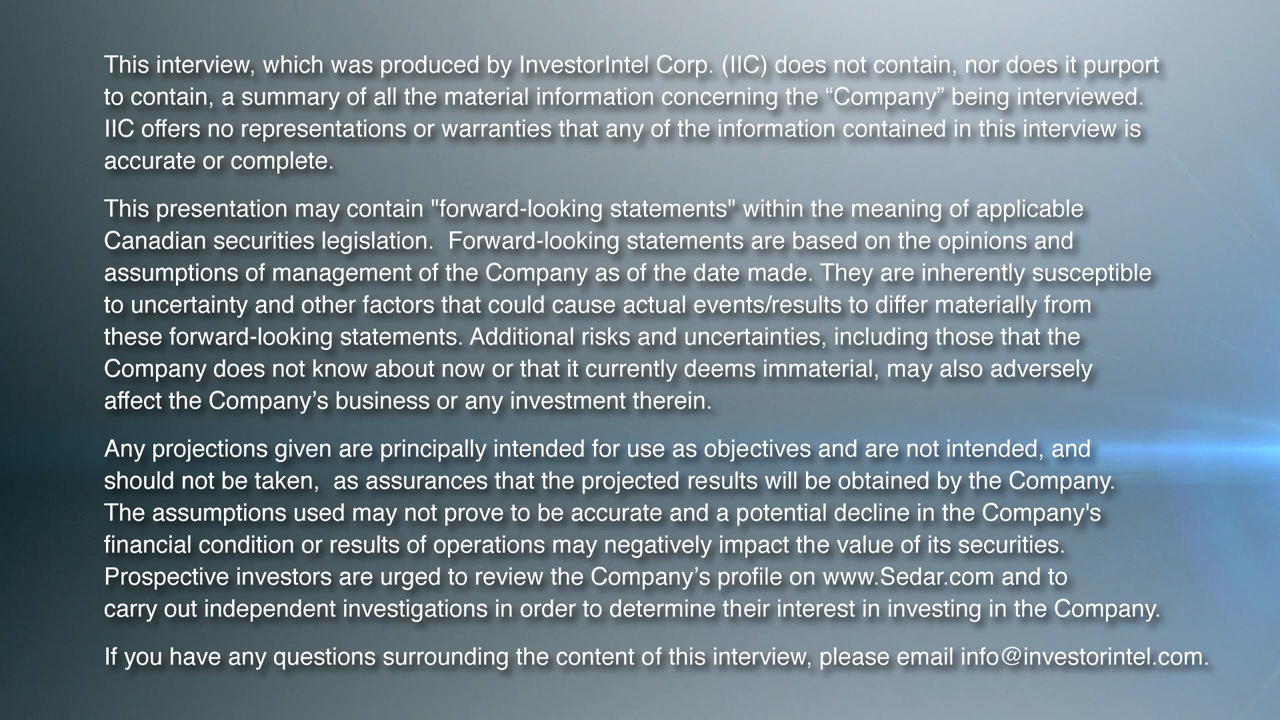 This interview, which was produced by InvestorIntel Corp. (IIC) does not contain, nor does it purport
to contain, a summary of all the material information concerning the “Company” being interviewed.
IIC offers no representations or warranties that any of the information contained in this interview is
accurate or complete.
This presentation may contain "forward-looking statements" within the meaning of applicable
Canadian securities legislation.  Forward-looking statements are based on the opinions and
assumptions of management of the Company as of the date made. They are inherently susceptible
to uncertainty and other factors that could cause actual events/results to differ materially from
these forward-looking statements. Additional risks and uncertainties, including those that the
Company does not know about now or that it currently deems immaterial, may also adversely
affect the Company’s business or any investment therein.
Any projections given are principally intended for use as objectives and are not intended, and
should not be taken,  as assurances that the projected results will be obtained by the Company.
The assumptions used may not prove to be accurate and a potential decline in the Company's
financial condition or results of operations may negatively impact the value of its securities.
Prospective investors are urged to review the Company’s profile on www.Sedar.com and to
carry out independent investigations in order to determine their interest in investing in the Company.
If you have any questions surrounding the content of this interview, please email info@investorintel.com.